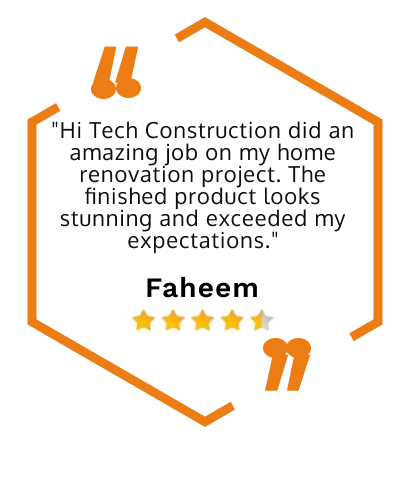 "Hi Tech Construction did an
amazing job on my home
renovation project. The
finished product looks
stunning and exceeded my
expectations."
Faheem